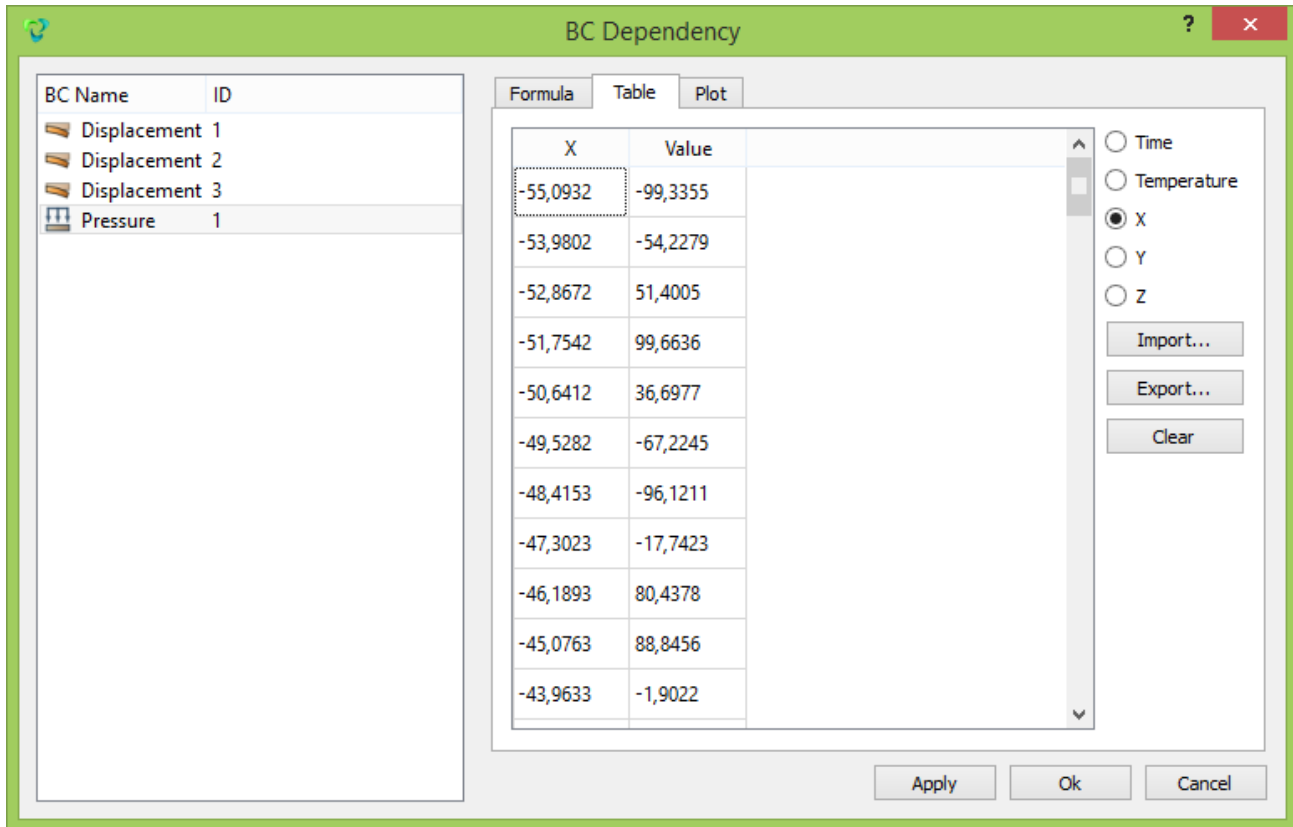 BC Dependency
?
BC Name ID
Displacement 1
Displacement 2
Displacement 3
Pressure 1
Formula Table Plot
X Value
-55,0932 -99,3355
-53,9802 -54,2279
-52,8672 51,4005
-51,7542 99,6636
-50,6412 36,6977
-49,5282 -67,2245
-48,4153 -96,1211
-47,3023 -17,7423
-46,1893 80,4378
-45,0763 88,8456
-43,9633 -1,9022
Time
Temperature
X
Y
Z
Import...
Export...
Clear
Apply Ok Cancel